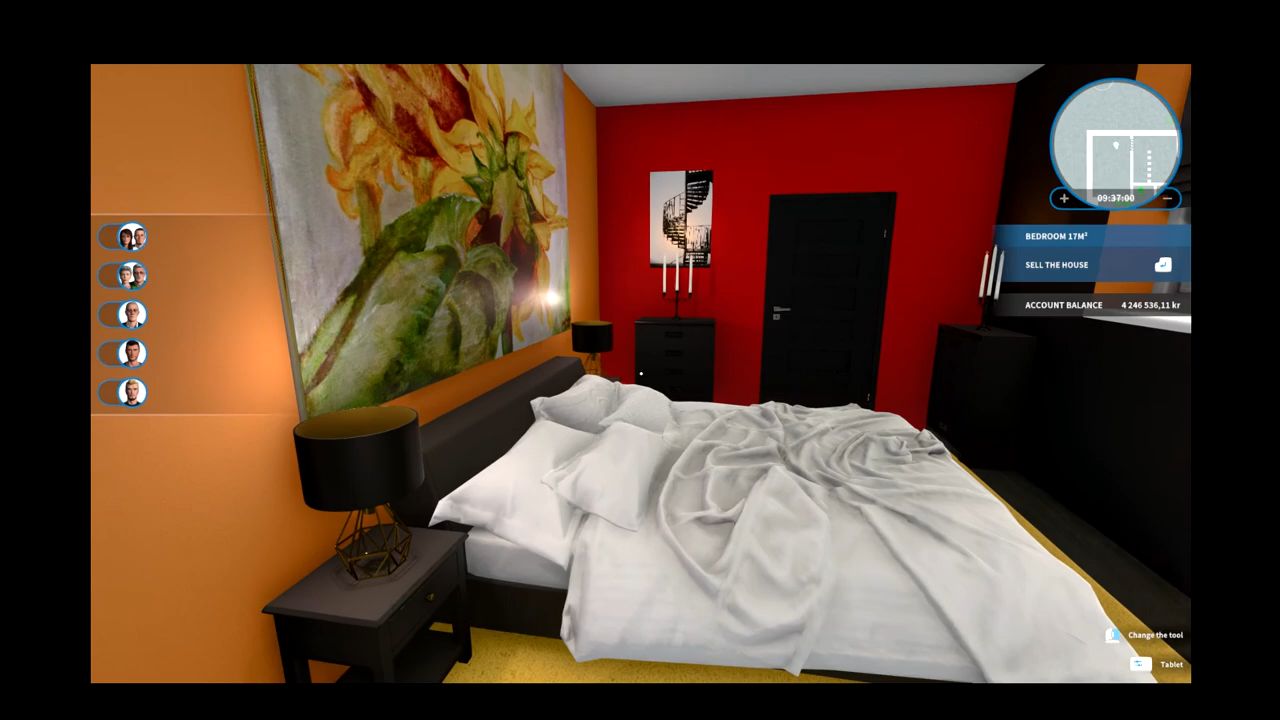 09:37:00
BEDROOM 17M²
SELL THE HOUSE
ACCOUNT BALANCE 4 246 536,11 kr
Change the tool
Tablet